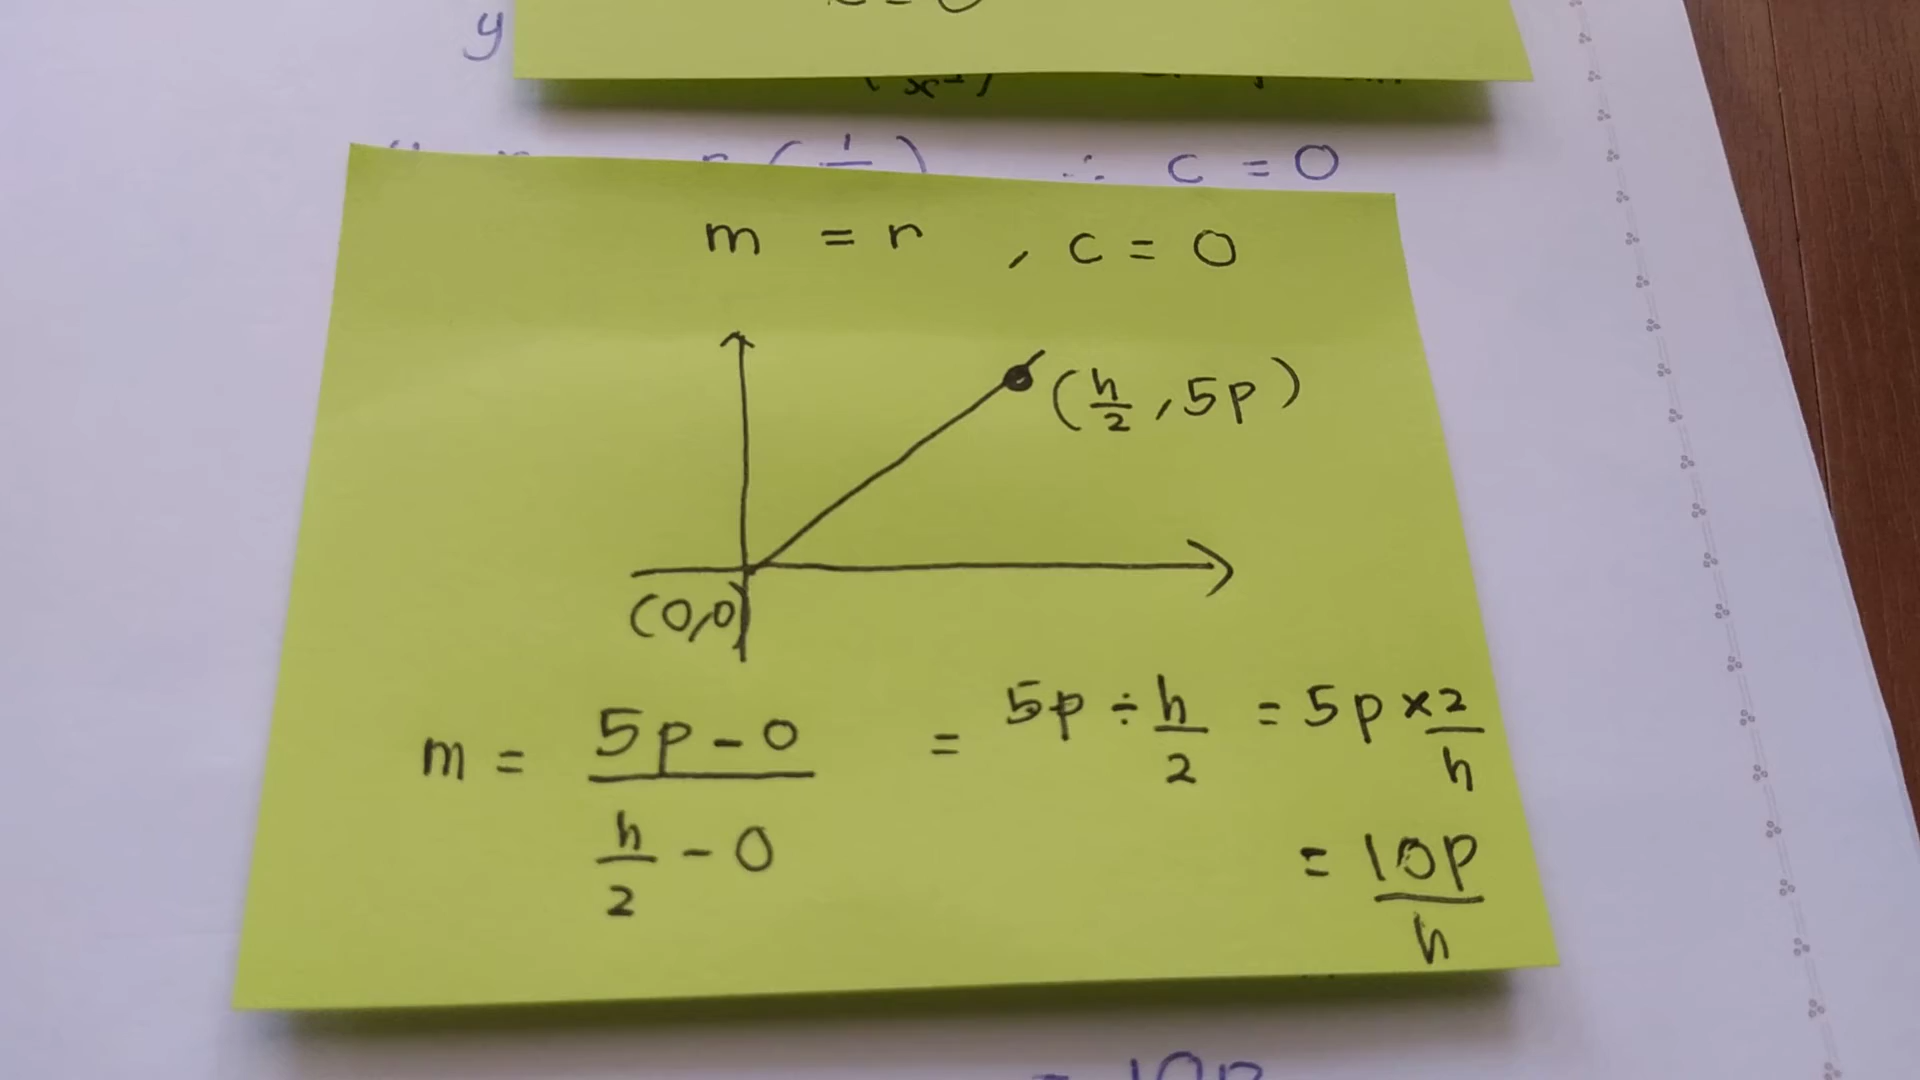 y
∴ c = 0
m = r , c = 0
(h/2, 5p)
(0,0)
m = (5p - 0)/(h/2 - 0) = 5p ÷ h/2 = 5p × 2/h
= 10p/h